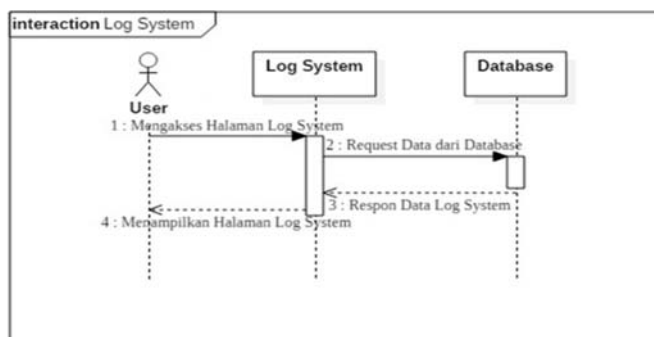 interaction Log System
Log System
Database
User
1 : Mengakses Halaman Log System
2 : Request Data dari Database
3 : Respon Data Log System
4 : Menampilkan Halaman Log System